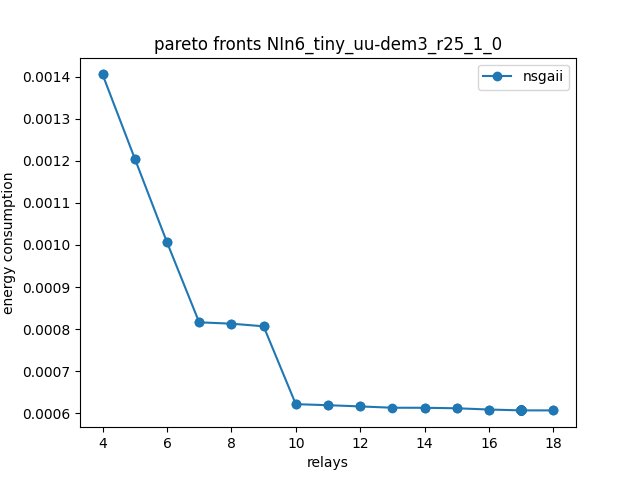 pareto fronts NIn6_tiny_uu-dem3_r25_1_0
nsgaii
energy consumption
0.0014
0.0013
0.0012
0.0011
0.0010
0.0009
0.0008
0.0007
0.0006
4 6 8 10 12 14 16 18
relays